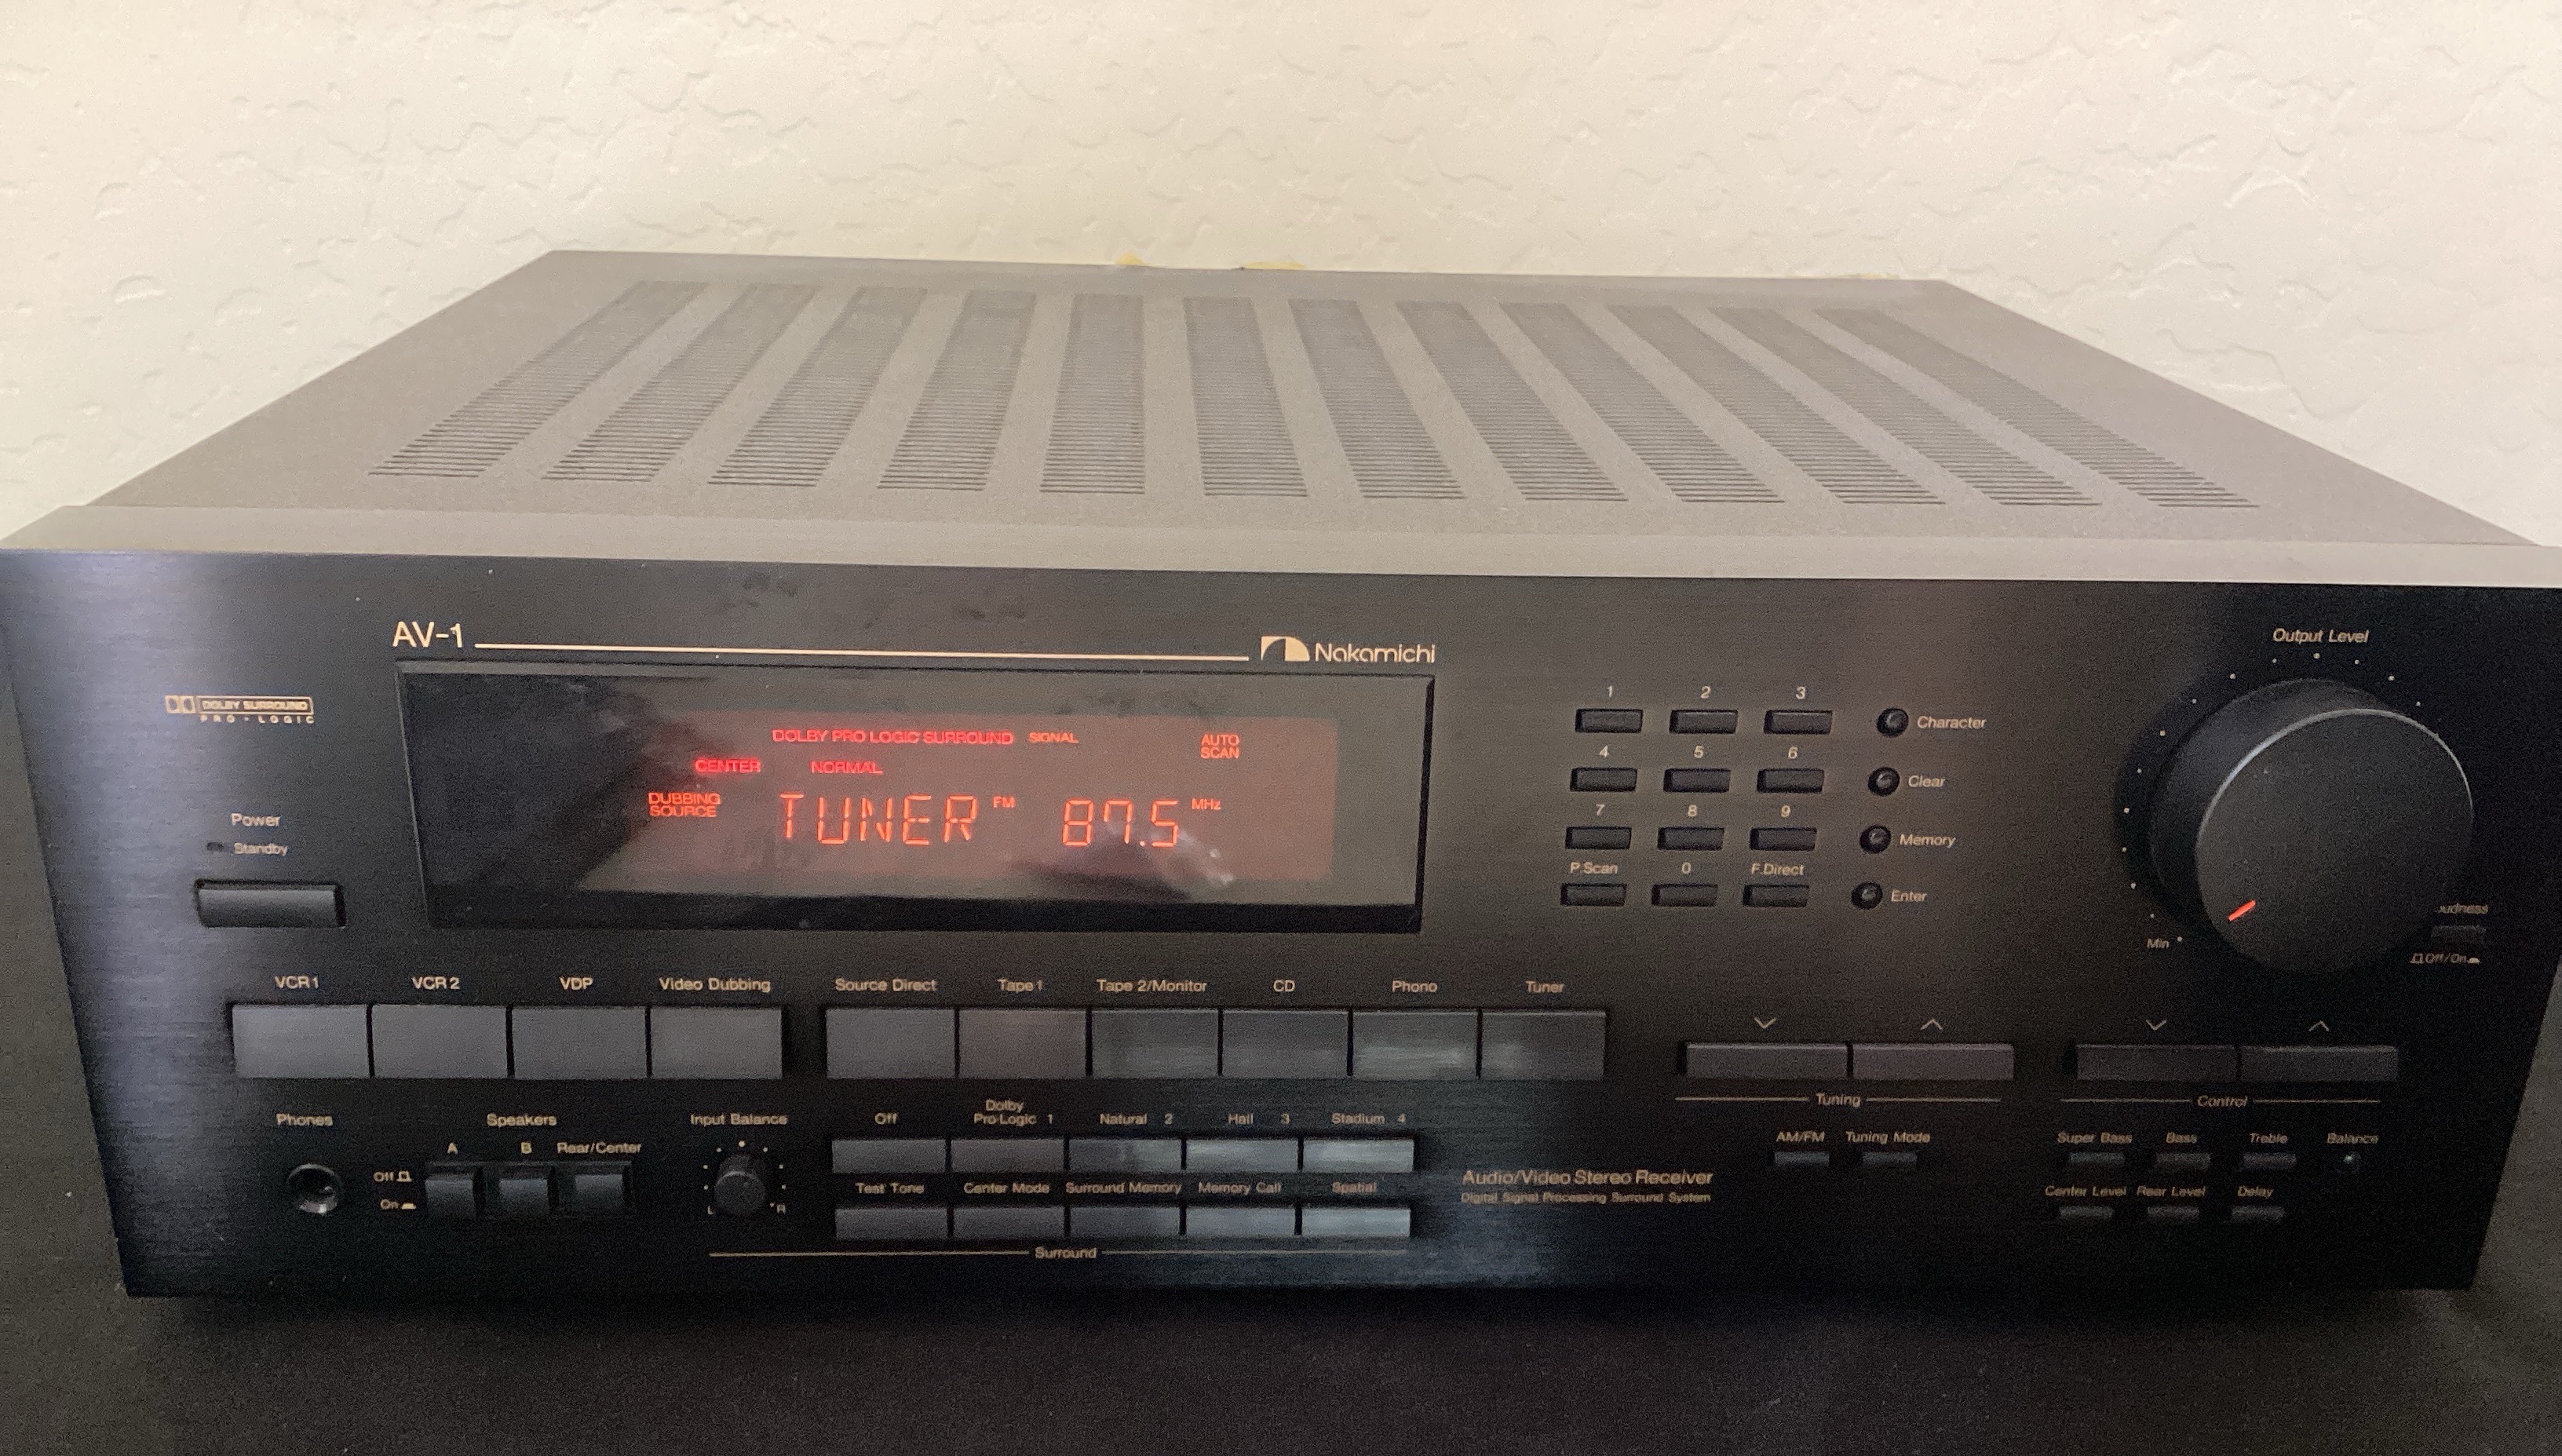 AV-1
Nakamichi
Output Level
DOLBY SURROUND
PRO·LOGIC
DOLBY PRO LOGIC SURROUND SIGNAL
AUTO
SCAN
CENTER NORMAL
DUBBING
SOURCE
TUNER FM 87.5 MHz
1 2 3
Character
4 5 6
Clear
7 8 9
Memory
P.Scan 0 F.Direct
Enter
Power
Standby
Min
Off/On
VCR 1 VCR 2 VDP Video Dubbing Source Direct Tape 1 Tape 2/Monitor CD Phono Tuner
Tuning
Control
Phones
Speakers
A B Rear/Center
Off
On
Input Balance
L R
Off Dolby
Pro-Logic 1 Natural 2 Hall 3 Stadium 4
Test Tone Center Mode Surround Memory Memory Call Spatial
Surround
Audio/Video Stereo Receiver
Digital Signal Processing Surround System
AM/FM Tuning Mode
Super Bass Bass Treble Balance
Center Level Rear Level Delay